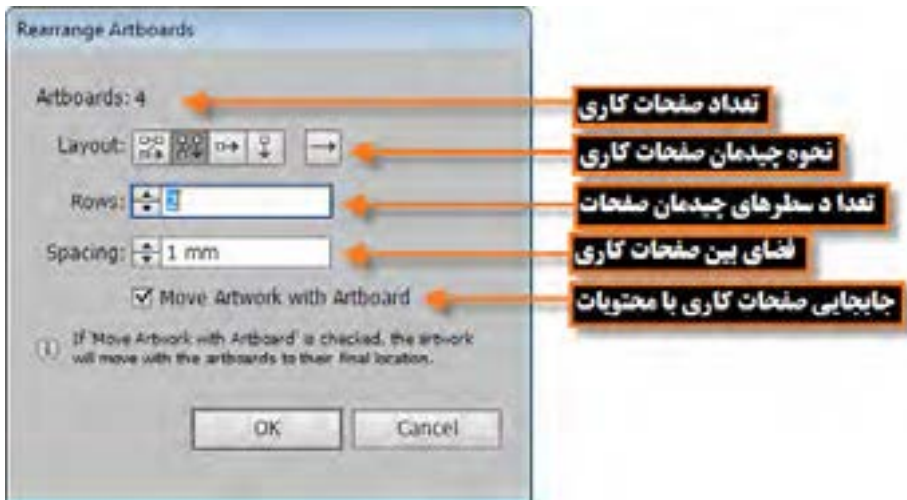 Rearrange Artboards
Artboards: 4
تعداد صفحات کاری
Layout:
نحوه چیدمان صفحات کاری
Rows: 2
تعدا د سطرهای چیدمان صفحات
Spacing: 1 mm
فضای بین صفحات کاری
Move Artwork with Artboard
جابجایی صفحات کاری با محتویات
If 'Move Artwork with Artboard' is checked, the artwork
will move with the artboards to their final location.
OK
Cancel